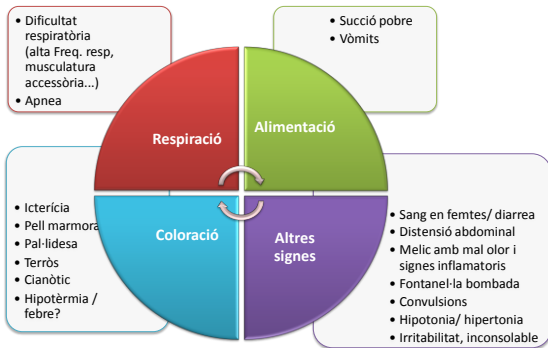 • Dificultat
respiratòria
(alta Freq. resp,
musculatura
accessòria...)
• Apnea
• Succió pobre
• Vòmits
Respiració
Alimentació
Coloració
Altres
signes
• Icterícia
• Pell marmora
• Pal·lidesa
• Terròs
• Cianòtic
• Hipotèrmia /
febre?
• Sang en femtes/ diarrea
• Distensió abdominal
• Melic amb mal olor i
signes inflamatoris
• Fontanel·la bombada
• Convulsions
• Hipotonia/ hipertonia
• Irritabilitat, inconsolable